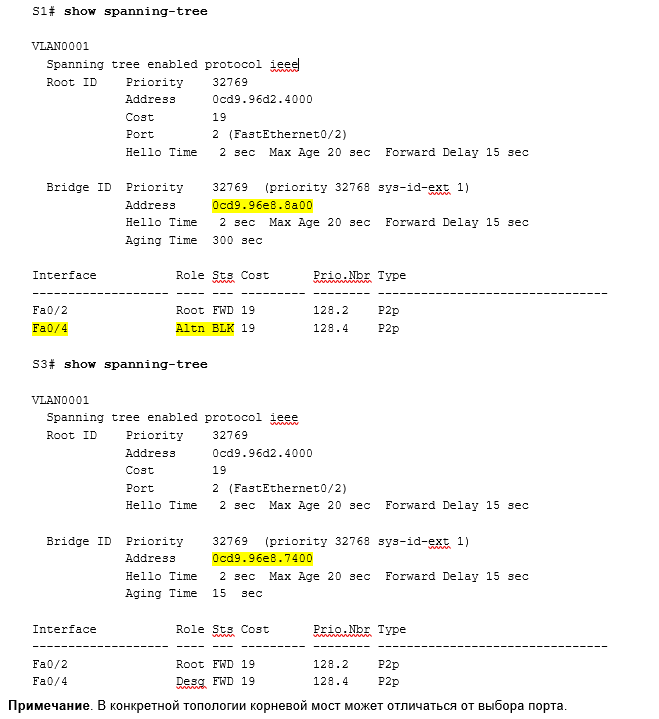 S1# show spanning-tree
VLAN0001
Spanning tree enabled protocol ieee
Root ID Priority 32769
Address 0cd9.96d2.4000
Cost 19
Port 2 (FastEthernet0/2)
Hello Time 2 sec Max Age 20 sec Forward Delay 15 sec
Bridge ID Priority 32769 (priority 32768 sys-id-ext 1)
Address 0cd9.96e8.8a00
Hello Time 2 sec Max Age 20 sec Forward Delay 15 sec
Aging Time 300 sec
Interface Role Sts Cost Prio.Nbr Type
------------------- ---- --- --------- -------- --------------------------------
Fa0/2 Root FWD 19 128.2 P2p
Fa0/4 Altn BLK 19 128.4 P2p
S3# show spanning-tree
VLAN0001
Spanning tree enabled protocol ieee
Root ID Priority 32769
Address 0cd9.96d2.4000
Cost 19
Port 2 (FastEthernet0/2)
Hello Time 2 sec Max Age 20 sec Forward Delay 15 sec
Bridge ID Priority 32769 (priority 32768 sys-id-ext 1)
Address 0cd9.96e8.7400
Hello Time 2 sec Max Age 20 sec Forward Delay 15 sec
Aging Time 15 sec
Interface Role Sts Cost Prio.Nbr Type
------------------- ---- --- --------- -------- --------------------------------
Fa0/2 Root FWD 19 128.2 P2p
Fa0/4 Desg FWD 19 128.4 P2p
Примечание. В конкретной топологии корневой мост может отличаться от выбора порта.